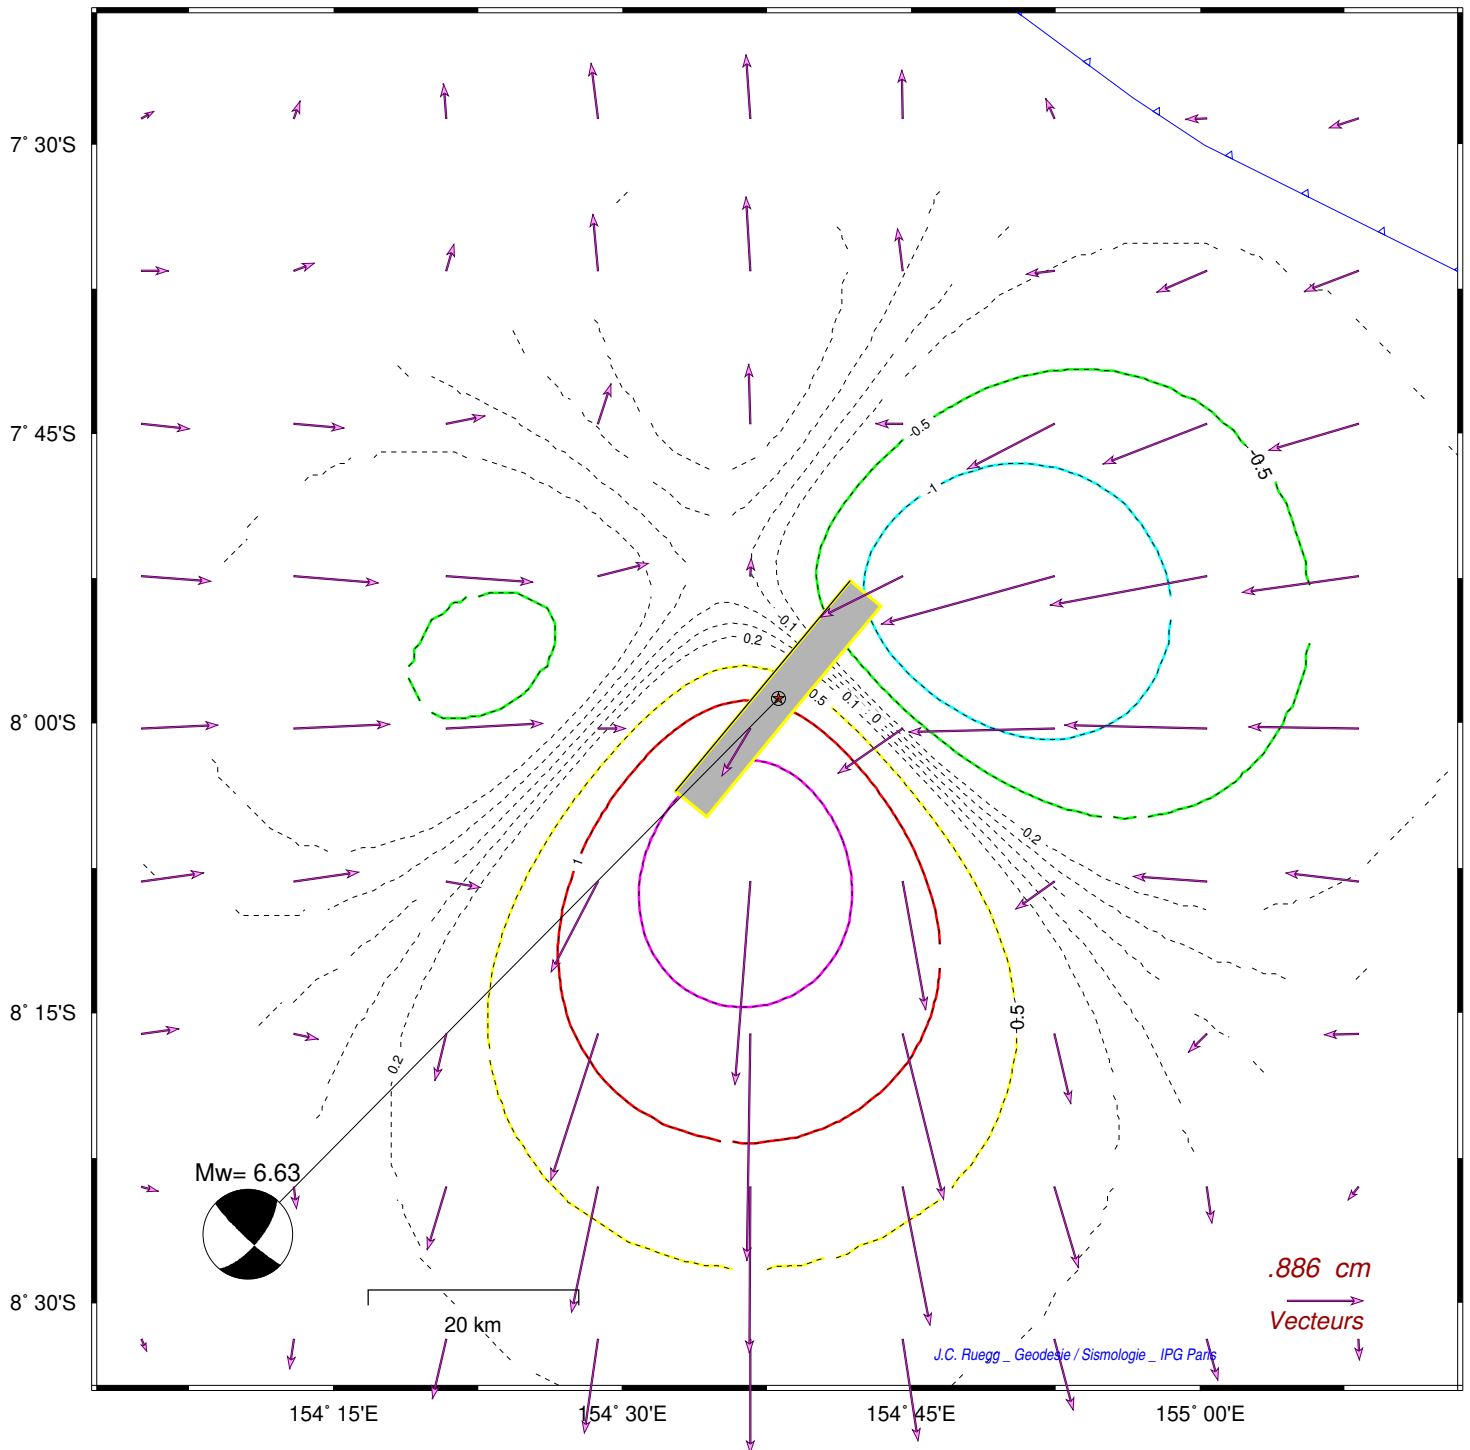 7° 30'S
-0.5
-0.5
7° 45'S
-1
-0.1
0.2
0.5
0.1
0
8° 00'S
-0.2
1
8° 15'S
0.5
0.2
Mw= 6.63
.886 cm
8° 30'S
20 km
Vecteurs
J.C. Ruegg _ Geodesie / Sismologie _ IPG Paris
154° 15'E
154° 30'E
154° 45'E
155° 00'E